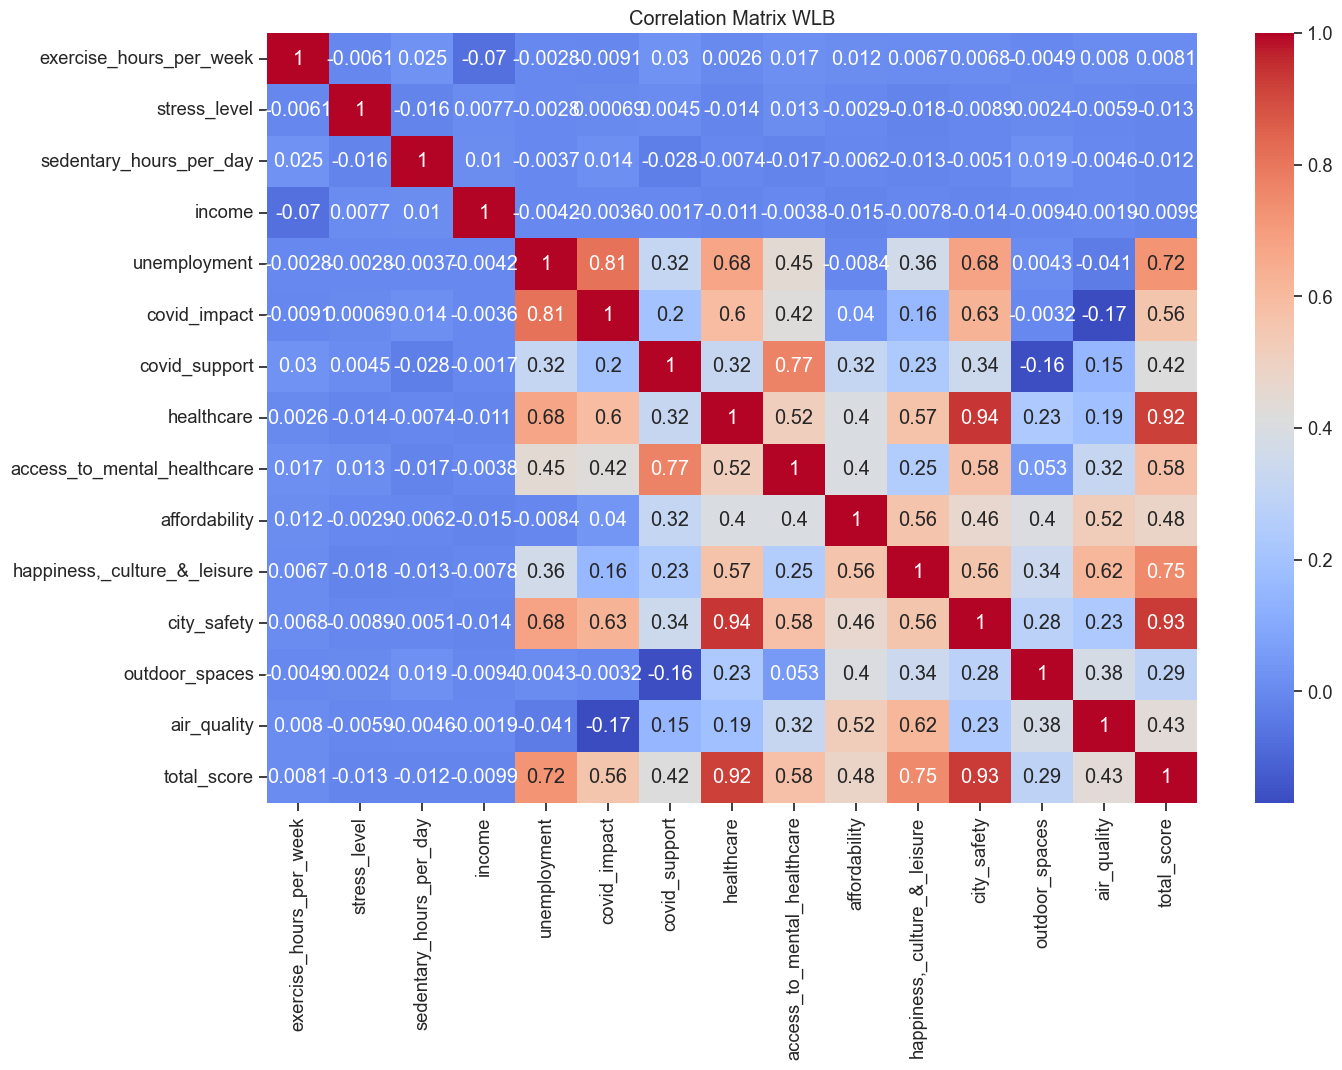 Correlation Matrix WLB
exercise_hours_per_week 1 -0.0061 0.025 -0.07 -0.0028 -0.0091 0.03 0.0026 0.017 0.012 0.0067 0.0068 -0.0049 0.008 0.0081
stress_level -0.0061 1 -0.016 0.0077 -0.0028 0.00069 0.0045 -0.014 0.013 -0.0029 -0.018 -0.0089 0.0024 -0.0059 -0.013
sedentary_hours_per_day 0.025 -0.016 1 0.01 -0.0037 0.014 -0.028 -0.0074 -0.017 -0.0062 -0.013 -0.0051 0.019 -0.0046 -0.012
income -0.07 0.0077 0.01 1 -0.0042 -0.0036 -0.0017 -0.011 -0.0038 -0.015 -0.0078 -0.014 -0.0094 -0.0019 -0.0099
unemployment -0.0028 -0.0028 -0.0037 -0.0042 1 0.81 0.32 0.68 0.45 -0.0084 0.36 0.68 0.0043 -0.041 0.72
covid_impact -0.0091 0.00069 0.014 -0.0036 0.81 1 0.2 0.6 0.42 0.04 0.16 0.63 -0.0032 -0.17 0.56
covid_support 0.03 0.0045 -0.028 -0.0017 0.32 0.2 1 0.32 0.77 0.32 0.23 0.34 -0.16 0.15 0.42
healthcare 0.0026 -0.014 -0.0074 -0.011 0.68 0.6 0.32 1 0.52 0.4 0.57 0.94 0.23 0.19 0.92
access_to_mental_healthcare 0.017 0.013 -0.017 -0.0038 0.45 0.42 0.77 0.52 1 0.4 0.25 0.58 0.053 0.32 0.58
affordability 0.012 -0.0029 -0.0062 -0.015 -0.0084 0.04 0.32 0.4 0.4 1 0.56 0.46 0.4 0.52 0.48
happiness,_culture_&_leisure 0.0067 -0.018 -0.013 -0.0078 0.36 0.16 0.23 0.57 0.25 0.56 1 0.56 0.34 0.62 0.75
city_safety 0.0068 -0.0089 -0.0051 -0.014 0.68 0.63 0.34 0.94 0.58 0.46 0.56 1 0.28 0.23 0.93
outdoor_spaces -0.0049 0.0024 0.019 -0.0094 0.0043 -0.0032 -0.16 0.23 0.053 0.4 0.34 0.28 1 0.38 0.29
air_quality 0.008 -0.0059 -0.0046 -0.0019 -0.041 -0.17 0.15 0.19 0.32 0.52 0.62 0.23 0.38 1 0.43
total_score 0.0081 -0.013 -0.012 -0.0099 0.72 0.56 0.42 0.92 0.58 0.48 0.75 0.93 0.29 0.43 1
exercise_hours_per_week
stress_level
sedentary_hours_per_day
income
unemployment
covid_impact
covid_support
healthcare
access_to_mental_healthcare
affordability
happiness,_culture_&_leisure
city_safety
outdoor_spaces
air_quality
total_score
1.0
0.8
0.6
0.4
0.2
0.0